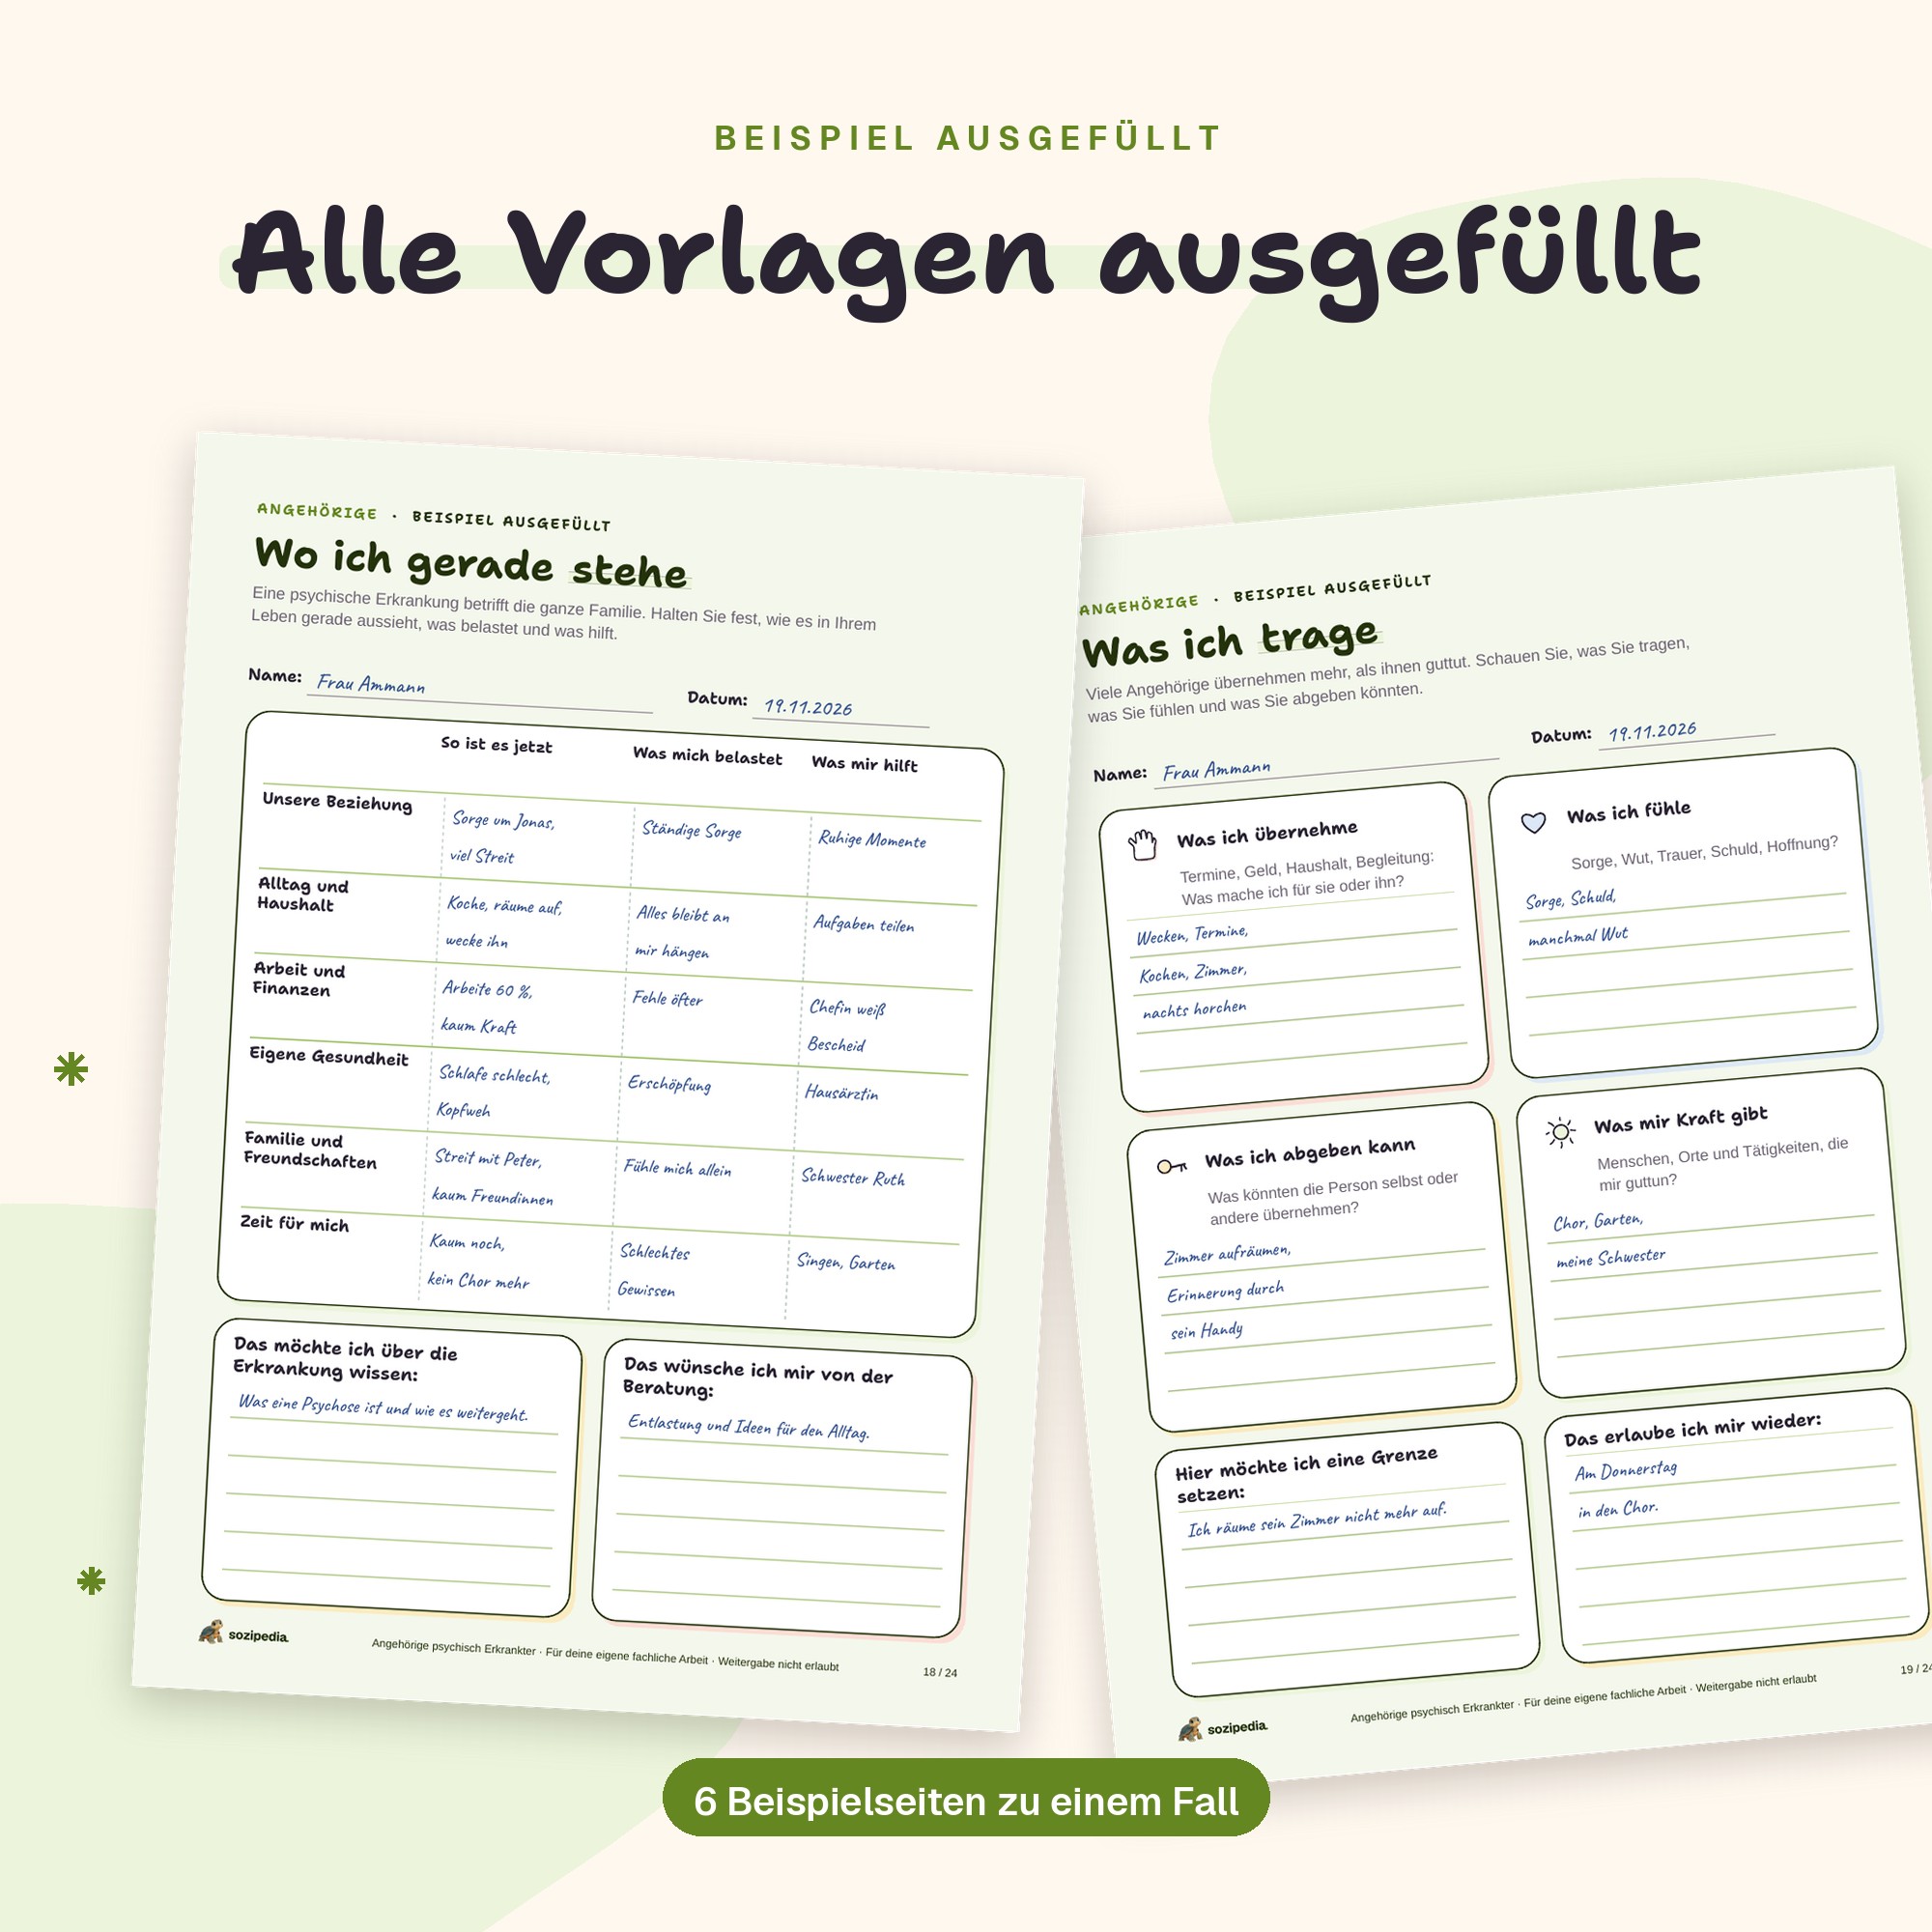 BEISPIEL AUSGEFÜLLT
Alle Vorlagen ausgefüllt
ANGEHÖRIGE · BEISPIEL AUSGEFÜLLT
Wo ich gerade stehe
Eine psychische Erkrankung betrifft die ganze Familie. Halten Sie fest, wie es in Ihrem
Leben gerade aussieht, was belastet und was hilft.
Name: Frau Ammann Datum: 19.11.2026
So ist es jetzt Was mich belastet Was mir hilft
Unsere Beziehung
Sorge um Jonas,
viel Streit
Ständige Sorge
Ruhige Momente
Alltag und
Haushalt
Koche, räume auf,
wecke ihn
Alles bleibt an
mir hängen
Aufgaben teilen
Arbeit und
Finanzen
Arbeite 60 %,
kaum Kraft
Fehle öfter
Chefin weiß
Bescheid
Eigene Gesundheit
Schlafe schlecht,
Kopfweh
Erschöpfung
Hausärztin
Familie und
Freundschaften
Streit mit Peter,
kaum Freundinnen
Fühle mich allein
Schwester Ruth
Zeit für mich
Kaum noch,
kein Chor mehr
Schlechtes
Gewissen
Singen, Garten
Das möchte ich über die
Erkrankung wissen:
Was eine Psychose ist und wie es weitergeht.
Das wünsche ich mir von der
Beratung:
Entlastung und Ideen für den Alltag.
sozipedia.
Angehörige psychisch Erkrankter · Für deine eigene fachliche Arbeit · Weitergabe nicht erlaubt
18 / 24
ANGEHÖRIGE · BEISPIEL AUSGEFÜLLT
Was ich trage
Viele Angehörige übernehmen mehr, als ihnen guttut. Schauen Sie, was Sie tragen,
was Sie fühlen und was Sie abgeben könnten.
Name: Frau Ammann Datum: 19.11.2026
Was ich übernehme
Termine, Geld, Haushalt, Begleitung:
Was mache ich für sie oder ihn?
Wecken, Termine,
Kochen, Zimmer,
nachts horchen
Was ich fühle
Sorge, Wut, Trauer, Schuld, Hoffnung?
Sorge, Schuld,
manchmal Wut
Was ich abgeben kann
Was könnten die Person selbst oder
andere übernehmen?
Zimmer aufräumen,
Erinnerung durch
sein Handy
Was mir Kraft gibt
Menschen, Orte und Tätigkeiten, die
mir guttun?
Chor, Garten,
meine Schwester
Hier möchte ich eine Grenze
setzen:
Ich räume sein Zimmer nicht mehr auf.
Das erlaube ich mir wieder:
Am Donnerstag
in den Chor.
sozipedia.
Angehörige psychisch Erkrankter · Für deine eigene fachliche Arbeit · Weitergabe nicht erlaubt
19 / 24
6 Beispielseiten zu einem Fall